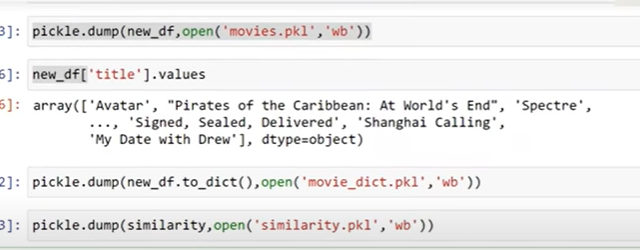 3]: pickle.dump(new_df,open('movies.pkl','wb'))
6]: new_df['title'].values
6]: array(['Avatar', "Pirates of the Caribbean: At World's End", 'Spectre',
..., 'Signed, Sealed, Delivered', 'Shanghai Calling',
'My Date with Drew'], dtype=object)
2]: pickle.dump(new_df.to_dict(),open('movie_dict.pkl','wb'))
3]: pickle.dump(similarity,open('similarity.pkl','wb'))